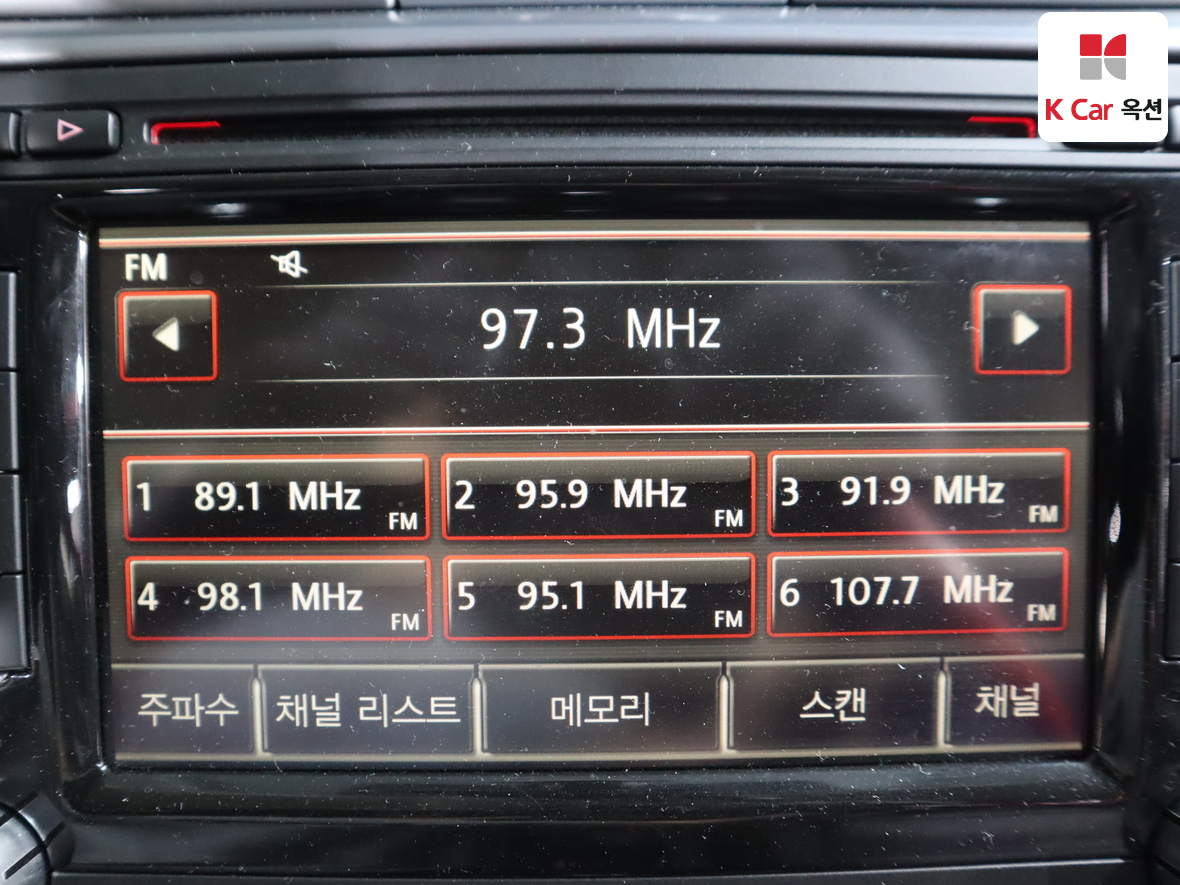 K Car 옥션
FM
97.3 MHz
1 89.1 MHz FM
2 95.9 MHz FM
3 91.9 MHz FM
4 98.1 MHz FM
5 95.1 MHz FM
6 107.7 MHz FM
주파수 채널 리스트 메모리 스캔 채널